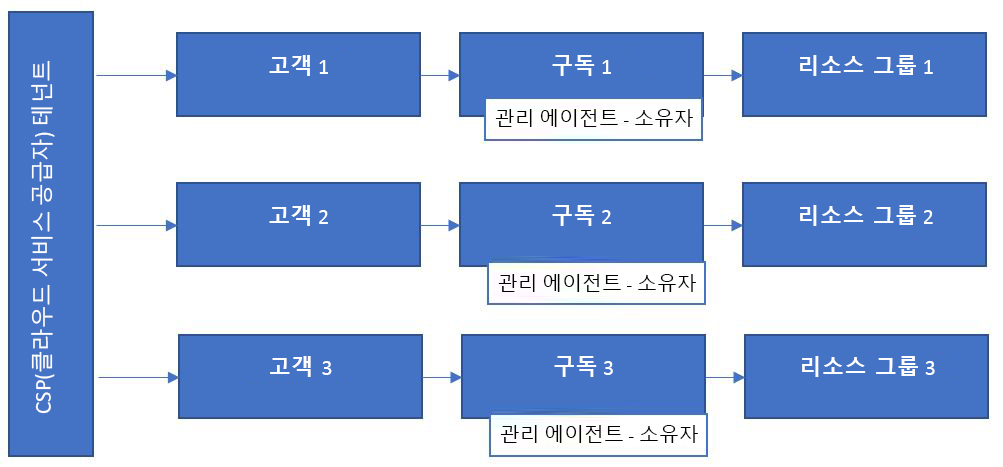 CSP(클라우드 서비스 공급자) 테넌트
고객 1
구독 1
리소스 그룹 1
관리 에이전트 - 소유자
고객 2
구독 2
리소스 그룹 2
관리 에이전트 - 소유자
고객 3
구독 3
리소스 그룹 3
관리 에이전트 - 소유자